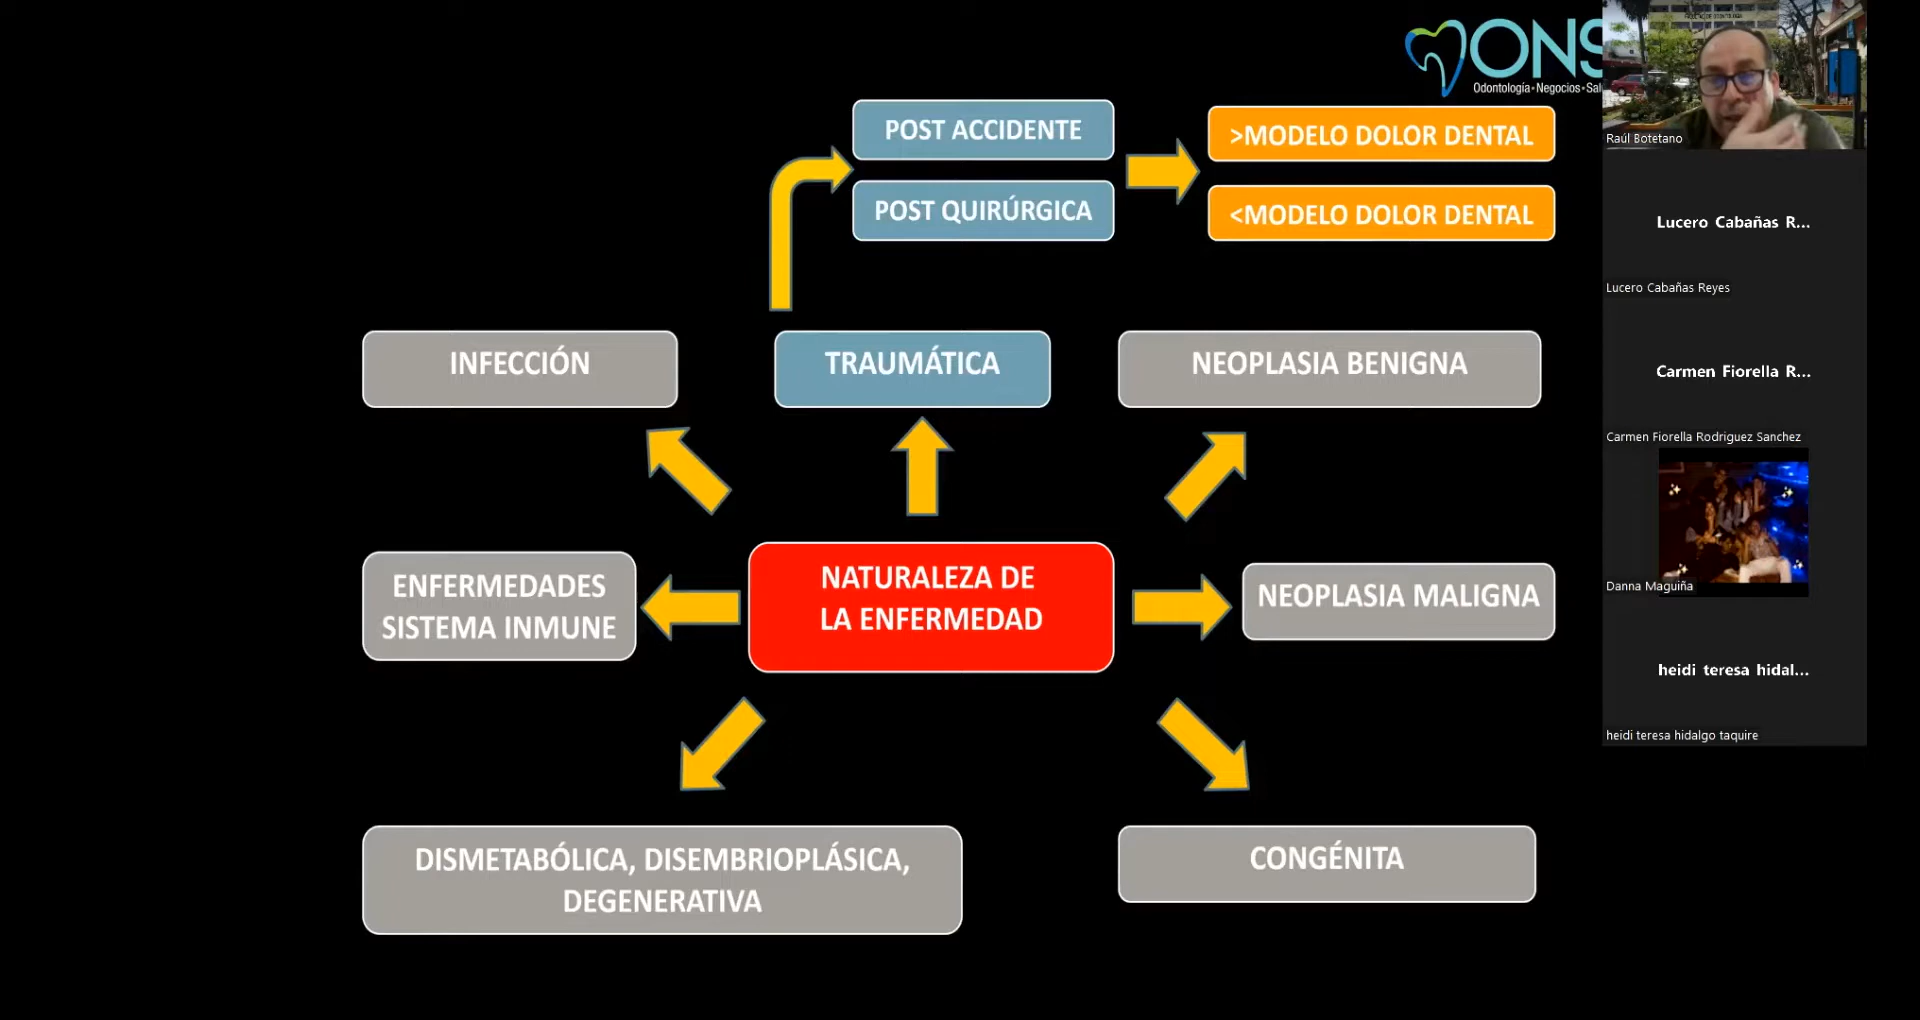 ONS
Odontología•Negocios•Sal
POST ACCIDENTE
>MODELO DOLOR DENTAL
POST QUIRÚRGICA
<MODELO DOLOR DENTAL
INFECCIÓN
TRAUMÁTICA
NEOPLASIA BENIGNA
ENFERMEDADES
SISTEMA INMUNE
NATURALEZA DE
LA ENFERMEDAD
NEOPLASIA MALIGNA
DISMETABÓLICA, DISEMBRIOPLÁSICA,
DEGENERATIVA
CONGÉNITA
Raúl Botetano
Lucero Cabañas R...
Lucero Cabañas Reyes
Carmen Fiorella R...
Carmen Fiorella Rodriguez Sanchez
Danna Maguiña
heidi teresa hidal...
heidi teresa hidalgo taquire